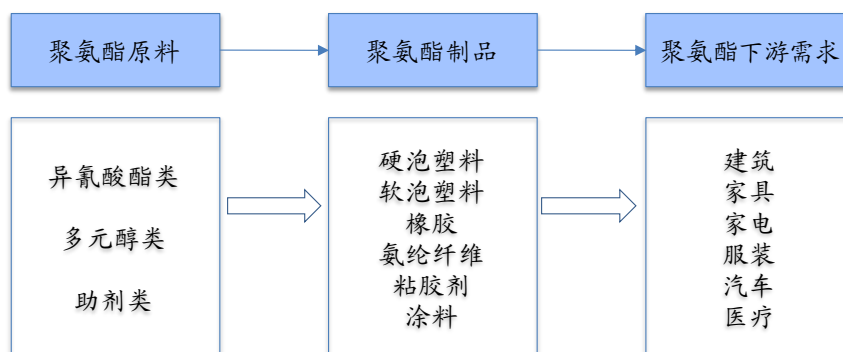 聚氨酯原料
聚氨酯制品
聚氨酯下游需求
异氰酸酯类
多元醇类
助剂类
硬泡塑料
软泡塑料
橡胶
氨纶纤维
粘胶剂
涂料
建筑
家具
家电
服装
汽车
医疗